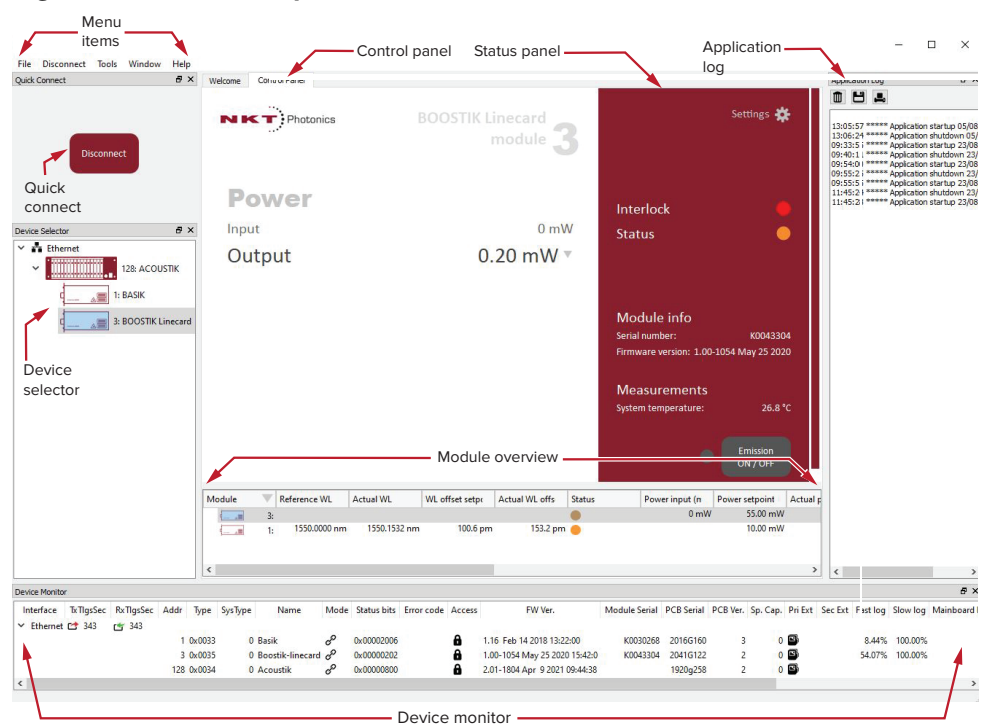 Menu items
Control panel
Status panel
Application log
File Disconnect Tools Window Help
Quick Connect
Welcome
Control Panel
Application Log
Disconnect
Quick connect
NKT Photonics
BOOSTIK Linecard module 3
Settings
Power
Input 0 mW
Output 0.20 mW
Interlock
Status
Module info
Serial number: K0043304
Firmware version: 1.00-1054 May 25 2020
Measurements
System temperature: 26.8 °C
Emission ON / OFF
13:05:57 ***** Application startup 05/08
13:06:24 ***** Application shutdown 05/
09:33:5 ***** Application startup 23/08
09:40:1 ***** Application shutdown 23/
09:54:0 ***** Application startup 23/08
09:55:2 ***** Application shutdown 23/
09:55:5 ***** Application startup 23/08
11:45:2 ***** Application shutdown 23/
11:45:2 ***** Application startup 23/08
Device Selector
Ethernet
128: ACOUSTIK
1: BASIK
3: BOOSTIK Linecard
Device selector
Module overview
Module Reference WL Actual WL WL offset setp Actual WL offs Status Power input (n Power setpoint Actual p
3: 0 mW 55.00 mW
1: 1550.0000 nm 1550.1532 nm 100.6 pm 153.2 pm 10.00 mW
Device Monitor
Interface TxTlgsSec RxTlgsSec Addr Type SysType Name Mode Status bits Error code Access FW Ver. Module Serial PCB Serial PCB Ver. Sp. Cap. Pri Ext Sec Ext Fast log Slow log Mainboard
Ethernet 343 343
1 0x0033 0 Basik 0x00002006 1.16 Feb 14 2018 13:22:00 K0030268 2016G160 3 0 8.44% 100.00%
3 0x0035 0 Boostik-linecard 0x00000202 1.00-1054 May 25 2020 15:42:0 K0043304 2041G122 2 0 54.07% 100.00%
128 0x0034 0 Acoustik 0x00000800 2.01-1804 Apr 9 2021 09:44:38 1920g258 2 0
Device monitor